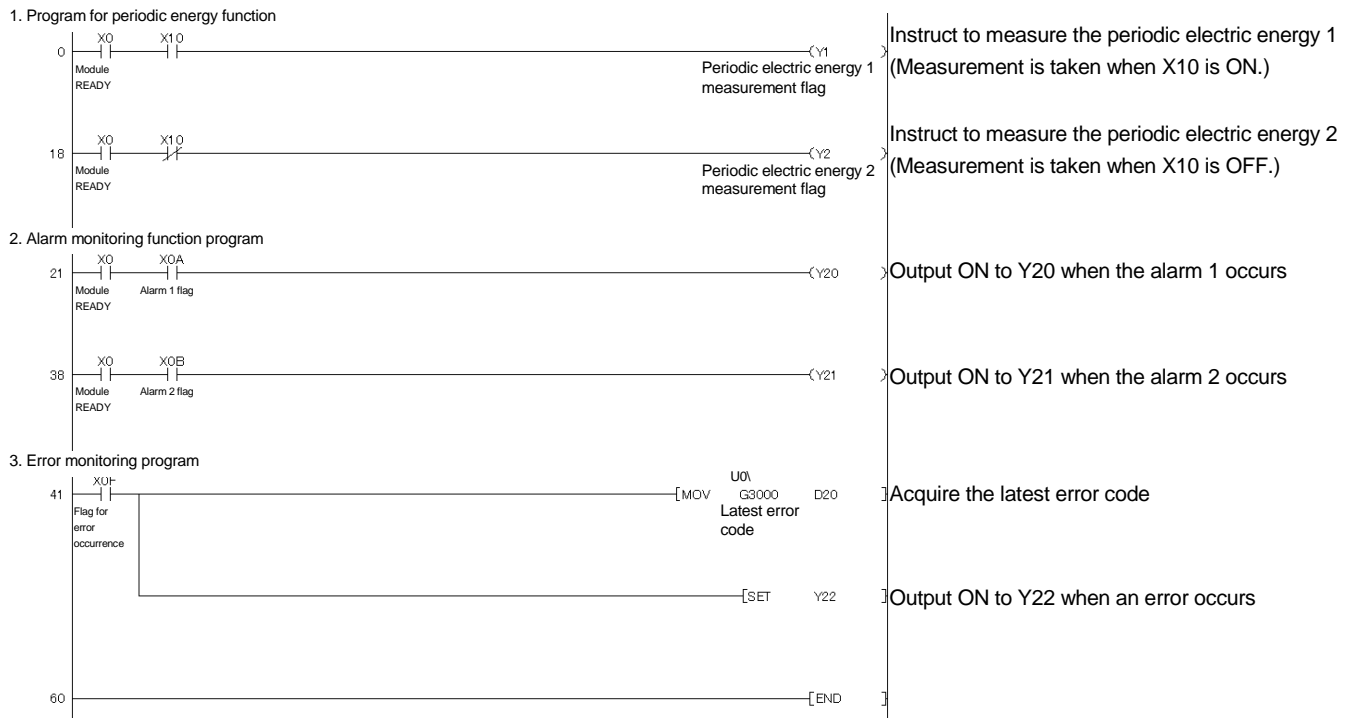 1. Program for periodic energy function
X0 X10
0 (Y1 )
Instruct to measure the periodic electric energy 1
Module
READY
Periodic electric energy 1
measurement flag
(Measurement is taken when X10 is ON.)
X0 X10
18 (Y2 )
Instruct to measure the periodic electric energy 2
Module
READY
Periodic electric energy 2
measurement flag
(Measurement is taken when X10 is OFF.)
2. Alarm monitoring function program
X0 X0A
21 (Y20 ) Output ON to Y20 when the alarm 1 occurs
Module
READY
Alarm 1 flag
X0 X0B
38 (Y21 ) Output ON to Y21 when the alarm 2 occurs
Module
READY
Alarm 2 flag
3. Error monitoring program
X0F U0\
41 [MOV G3000 D20 ] Acquire the latest error code
Flag for
error
occurrence
Latest error
code
[SET Y22 ] Output ON to Y22 when an error occurs
60 [END ]